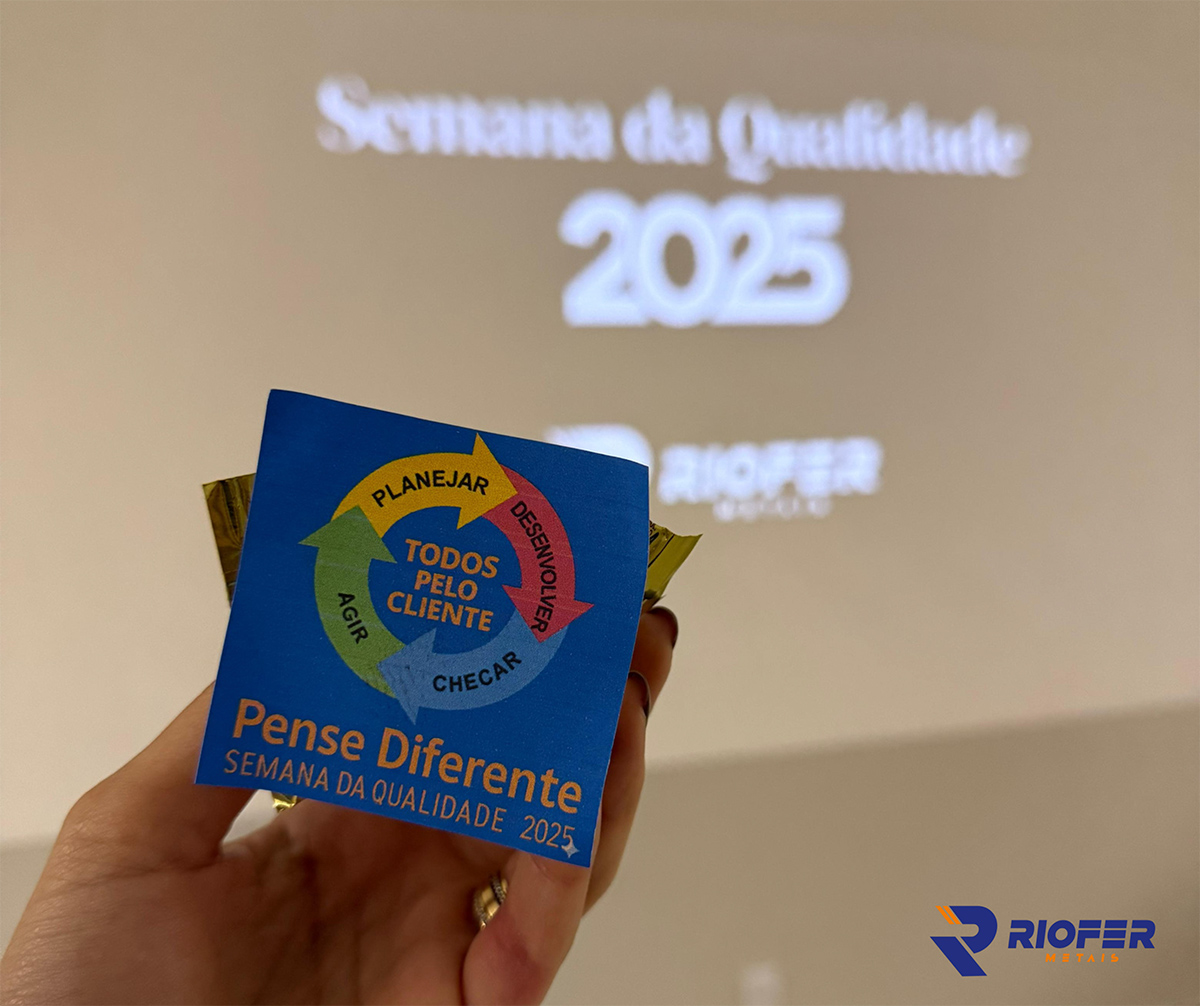 Semana da Qualidade
2025
RIOFER
METAIS
PLANEJAR
DESENVOLVER
CHECAR
AGIR
TODOS
PELO
CLIENTE
Pense Diferente
SEMANA DA QUALIDADE 2025
RIOFER
METAIS